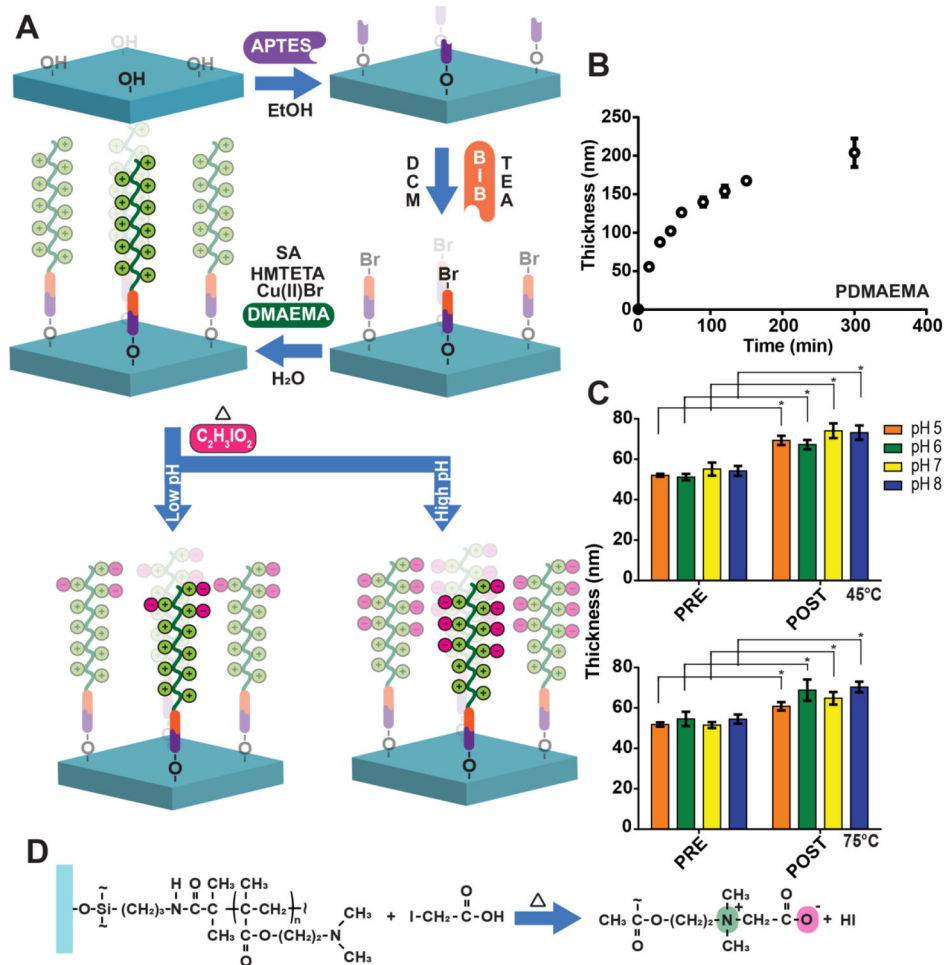 A
OH
OH
OH
OH
APTES
EtOH
O
O
O
O
DCM
BIB
TEA
Br
Br
Br
Br
O
O
O
SA
HMTETA
Cu(II)Br
DMAEMA
H₂O
O
O
O
△
C₂H₃IO₂
Low pH
High pH
+ + + + + + + + + + +
- - -
O
O
O
O
O
O
B
Thickness (nm)
250
200
150
100
50
0
0 100 200 300 400
PDMAEMA
Time (min)
C
Thickness (nm)
* * * *
80
60
40
20
0
pH 5
pH 6
pH 7
pH 8
PRE POST 45°C
* * * *
80
60
40
20
0
PRE POST 75°C
D
~ H O CH₃ CH₃
-O-Si-(CH₂)₃-N-C-C-(C-CH₂)n~
~ CH₃ C-O-(CH₂)₂-N CH₃
O CH₃
+ I-CH₂-C-OH
O
△
~ CH₃ O
CH₃-C-O-(CH₂)₂-N⁺-CH₂-C-O⁻ + HI
O CH₃